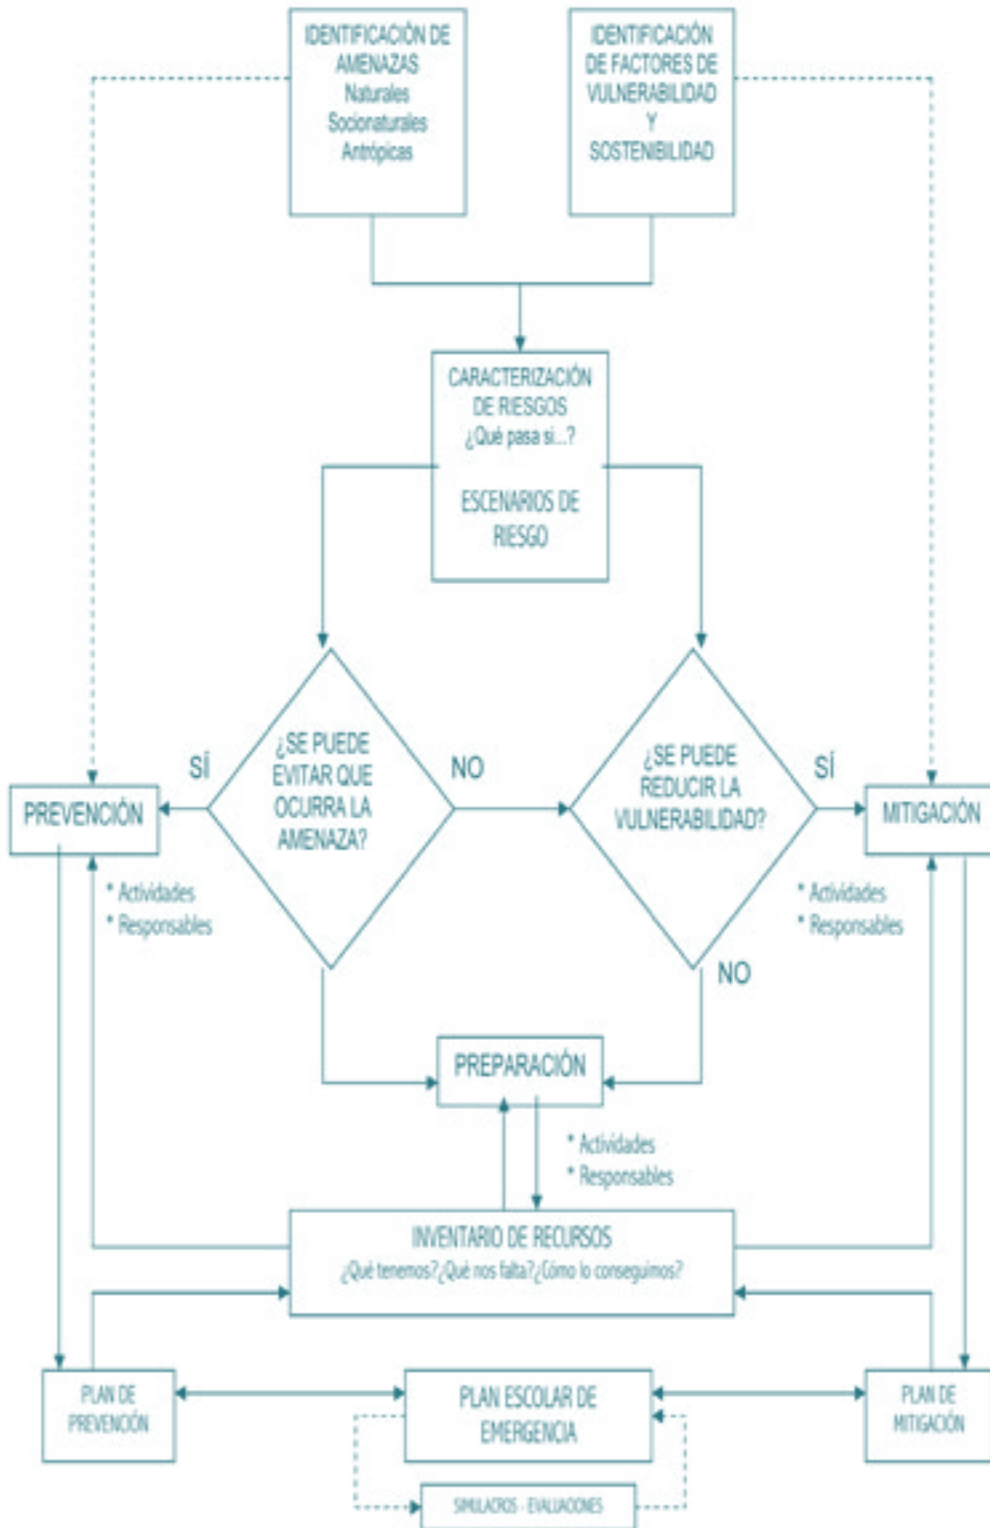 IDENTIFICACIÓN DE
AMENAZAS
Naturales
Socionaturales
Antrópicas
IDENTIFICACIÓN
DE FACTORES DE
VULNERABILIDAD
Y
SOSTENIBILIDAD
CARACTERIZACIÓN
DE RIESGOS
¿Qué pasa si...?
ESCENARIOS DE
RIESGO
¿SE PUEDE
EVITAR QUE
OCURRA LA
AMENAZA?
SÍ
NO
¿SE PUEDE
REDUCIR LA
VULNERABILIDAD?
SÍ
NO
PREVENCIÓN
* Actividades
* Responsables
MITIGACIÓN
* Actividades
* Responsables
PREPARACIÓN
* Actividades
* Responsables
INVENTARIO DE RECURSOS
¿Qué tenemos?¿Qué nos falta?¿Cómo lo conseguimos?
PLAN DE
PREVENCIÓN
PLAN ESCOLAR DE
EMERGENCIA
PLAN DE
MITIGACIÓN
SIMULACROS - EVALUACIONES